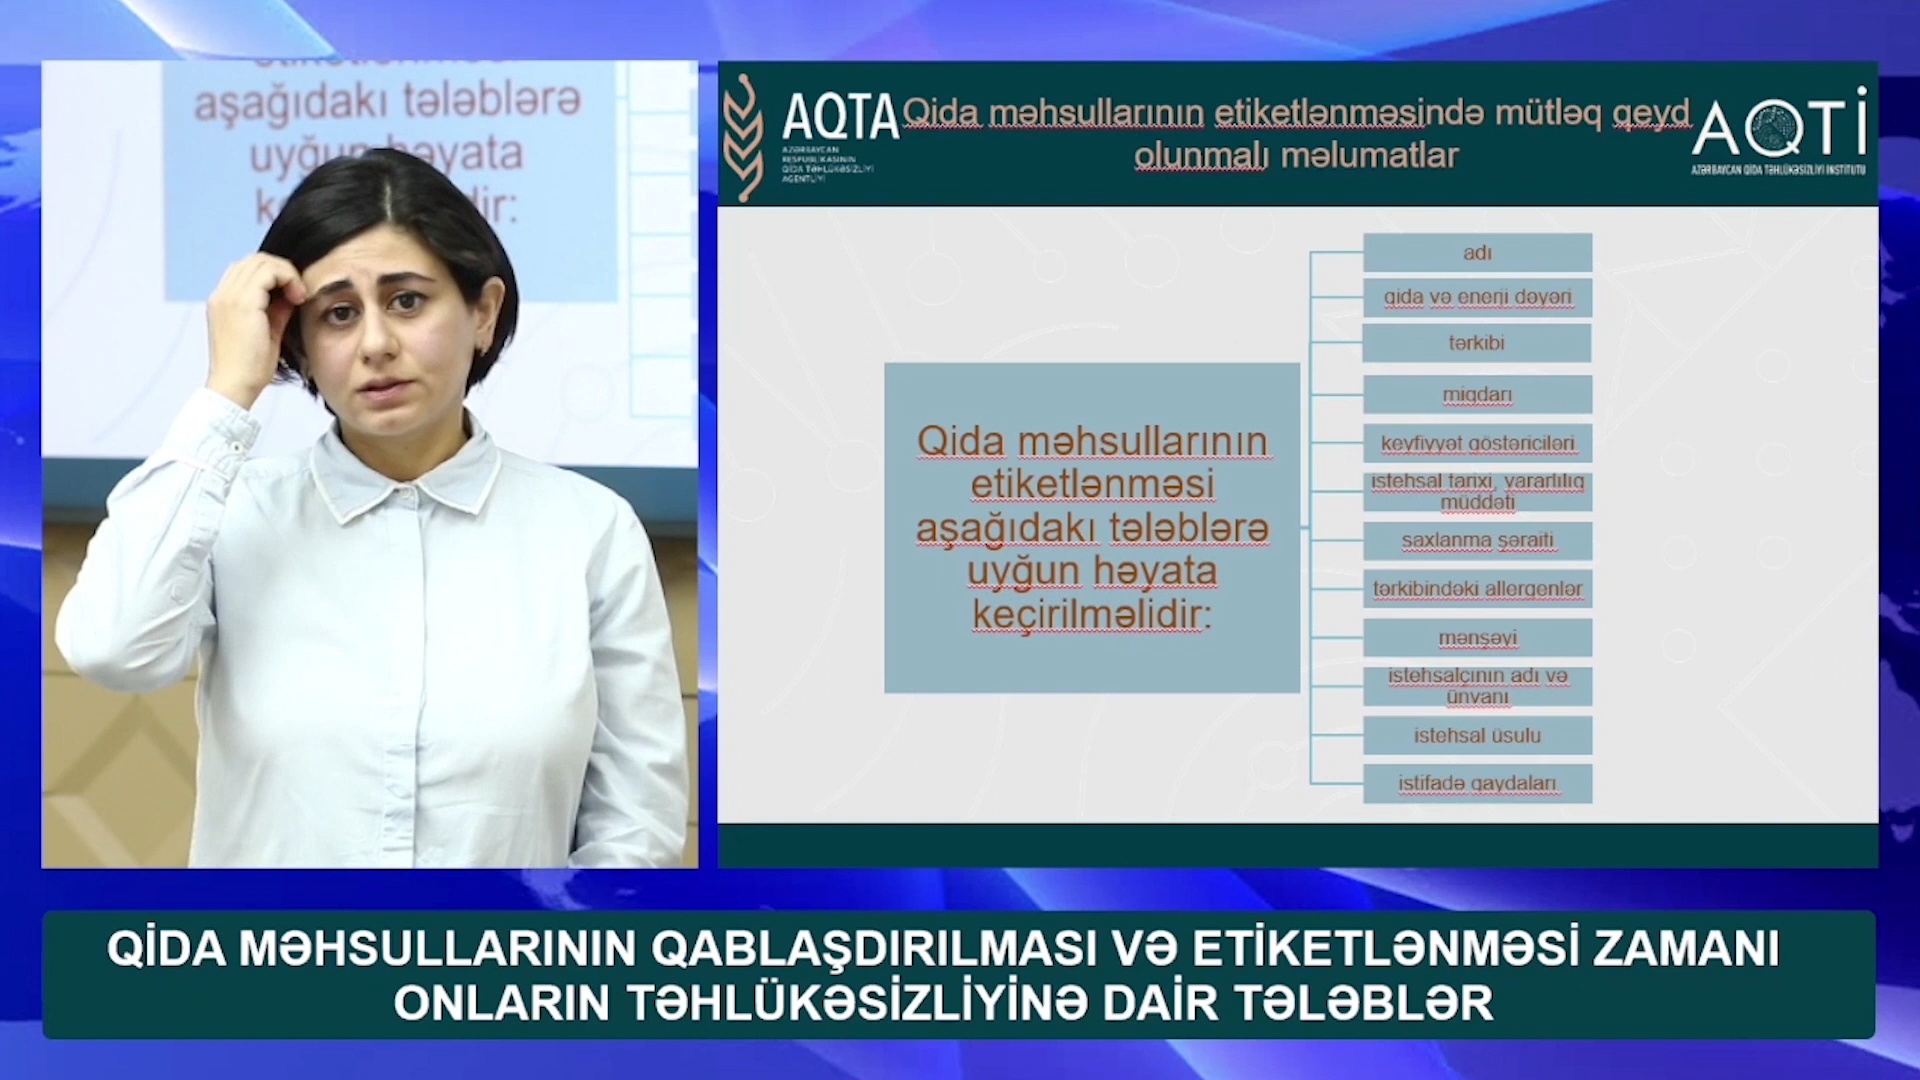 aşağıdakı tələblərə
uyğun həyata
AQTA
AZƏRBAYCAN
RESPUBLİKASININ
QİDA TƏHLÜKƏSİZLİYİ
AGENTLİYİ
Qida məhsullarının etiketlənməsində mütləq qeyd
olunmalı məlumatlar
AQTİ
AZƏRBAYCAN QİDA TƏHLÜKƏSİZLİYİ INSTITUTU
Qida məhsullarının
etiketlənməsi
aşağıdakı tələblərə
uyğun həyata
keçirilməlidir:
adı
qida və enerji dəyəri
tərkibi
miqdarı
keyfiyyət göstəriciləri
istehsal tarixi, yararlılıq
müddəti
saxlanma şəraiti
tərkibindəki allergenlər
mənşəyi
istehsalçının adı və
ünvanı
istehsal üsulu
istifadə qaydaları
QİDA MƏHSULLARININ QABLAŞDIRILMASI VƏ ETİKETLƏNMƏSİ ZAMANI
ONLARIN TƏHLÜKƏSİZLİYİNƏ DAİR TƏLƏBLƏR